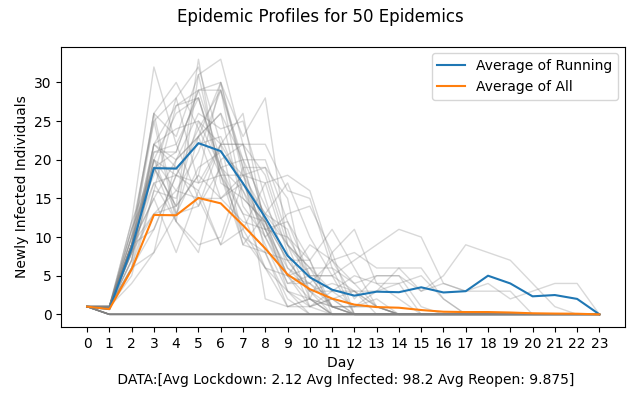 Epidemic Profiles for 50 Epidemics
Newly Infected Individuals
30
25
20
15
10
5
0
Average of Running
Average of All
0 1 2 3 4 5 6 7 8 9 10 11 12 13 14 15 16 17 18 19 20 21 22 23
Day
DATA:[Avg Lockdown: 2.12 Avg Infected: 98.2 Avg Reopen: 9.875]